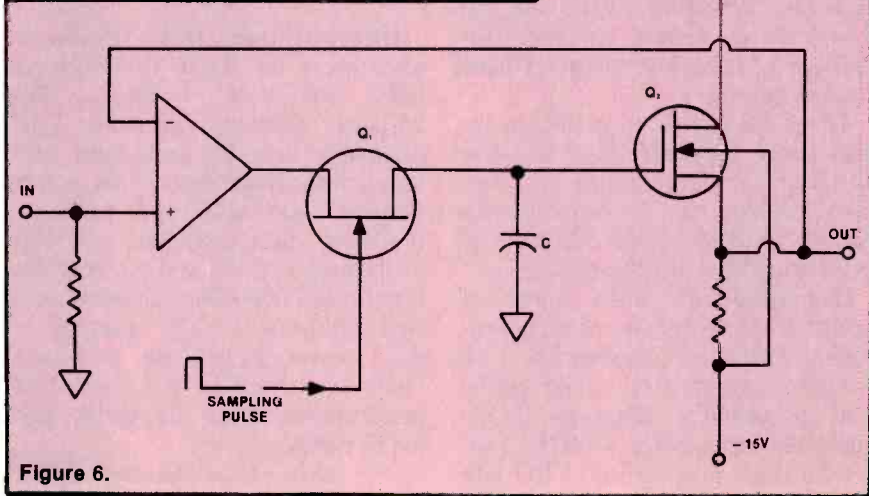 Q₁
Q₂
IN
-
+
C
OUT
SAMPLING
PULSE
-15V
Figure 6.